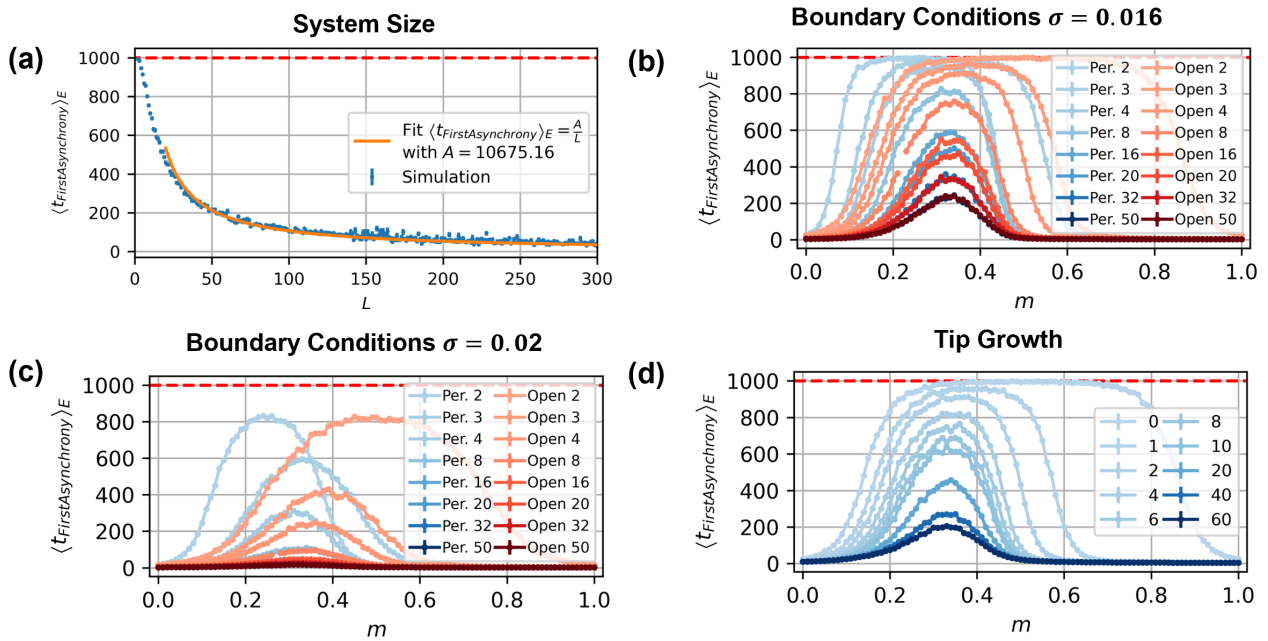 (a)
System Size
⟨t_FirstAsynchrony⟩_E
1000
800
600
400
200
0
Fit ⟨t_FirstAsynchrony⟩_E = A/L
with A = 10675.16
Simulation
0 50 100 150 200 250 300
L
(b)
Boundary Conditions σ = 0.016
⟨t_FirstAsynchrony⟩_E
1000
800
600
400
200
0
Per. 2 Open 2
Per. 3 Open 3
Per. 4 Open 4
Per. 8 Open 8
Per. 16 Open 16
Per. 20 Open 20
Per. 32 Open 32
Per. 50 Open 50
0.0 0.2 0.4 0.6 0.8 1.0
m
(c)
Boundary Conditions σ = 0.02
⟨t_FirstAsynchrony⟩_E
1000
800
600
400
200
0
Per. 2 Open 2
Per. 3 Open 3
Per. 4 Open 4
Per. 8 Open 8
Per. 16 Open 16
Per. 20 Open 20
Per. 32 Open 32
Per. 50 Open 50
0.0 0.2 0.4 0.6 0.8 1.0
m
(d)
Tip Growth
⟨t_FirstAsynchrony⟩_E
1000
800
600
400
200
0
0 8
1 10
2 20
4 40
6 60
0.0 0.2 0.4 0.6 0.8 1.0
m